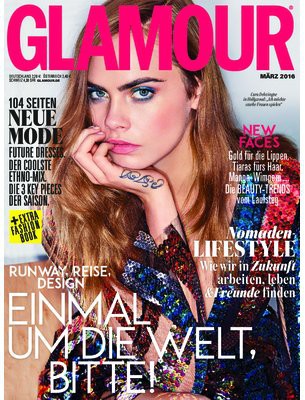 GLAMOUR
MÄRZ 2016
104 SEITEN
NEUE
MODE
FUTURE DRESSES.
DER COOLSTE
ETHNO-MIX.
DIE 3 KEY PIECES
DER SAISON.
+EXTRA
FASHION
BOOK
Cara Delevingne
NEW
FACES
Gold für die Lippen,
Tiaras fürs Haar,
Manga-Wimpern...
Die BEAUTY-TRENDS
vom Laufsteg
Nomaden-
LIFESTYLE
Wie wir in Zukunft
arbeiten, leben
& Freunde finden
RUNWAY, REISE,
DESIGN
EINMAL
UM DIE WELT,
BITTE!